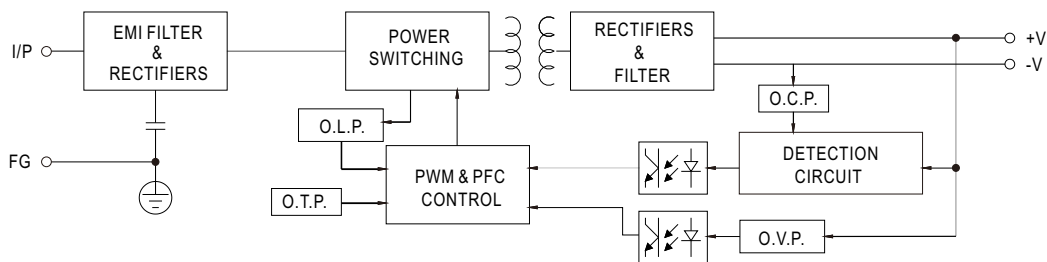 I/P
EMI FILTER
&
RECTIFIERS
POWER
SWITCHING
RECTIFIERS
&
FILTER
+V
-V
O.C.P.
O.L.P.
FG
PWM & PFC
CONTROL
DETECTION
CIRCUIT
O.T.P.
O.V.P.